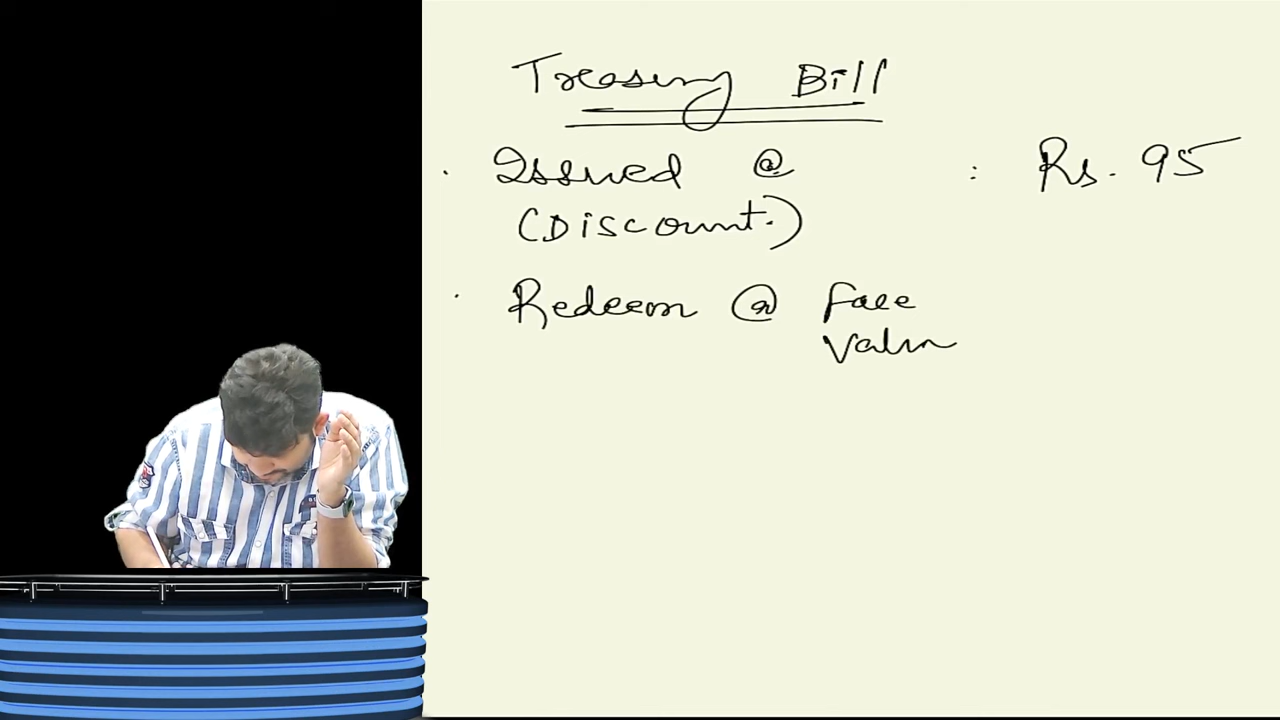 Treasury Bill
· Issued @ : Rs. 95
(Discount.)
· Redeem @ Face
Value